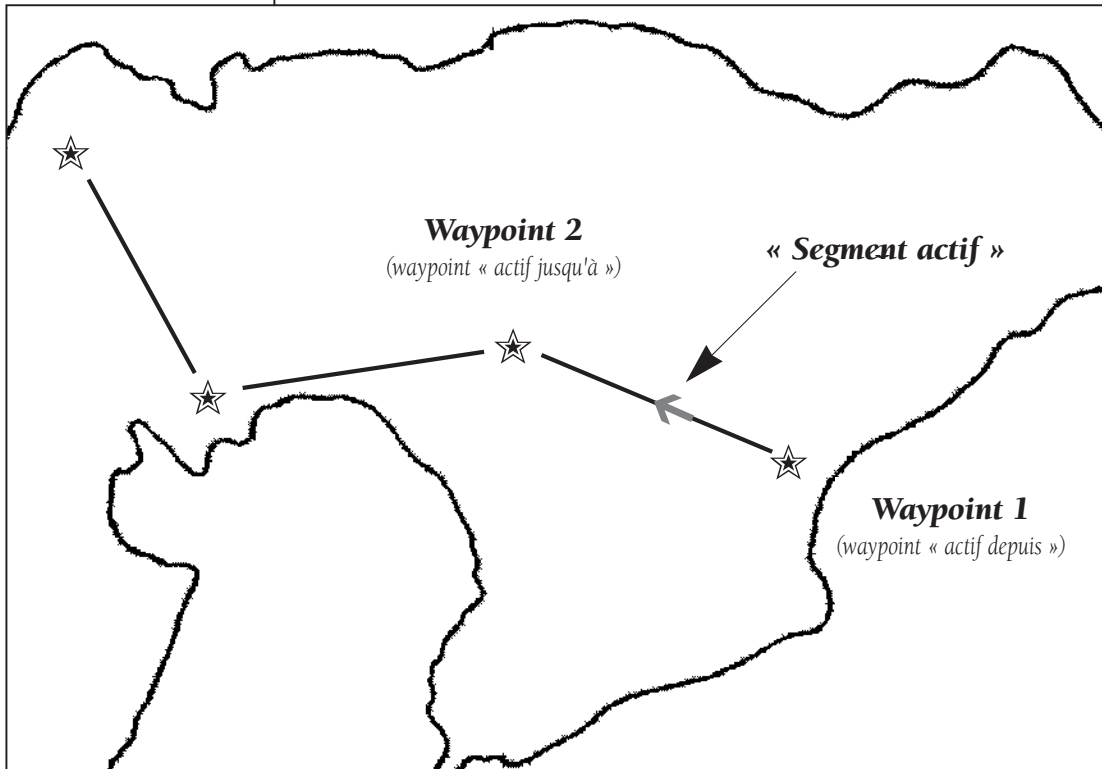 Waypoint 2
(waypoint « actif jusqu'à »)
« Segment actif »
Waypoint 1
(waypoint « actif depuis »)